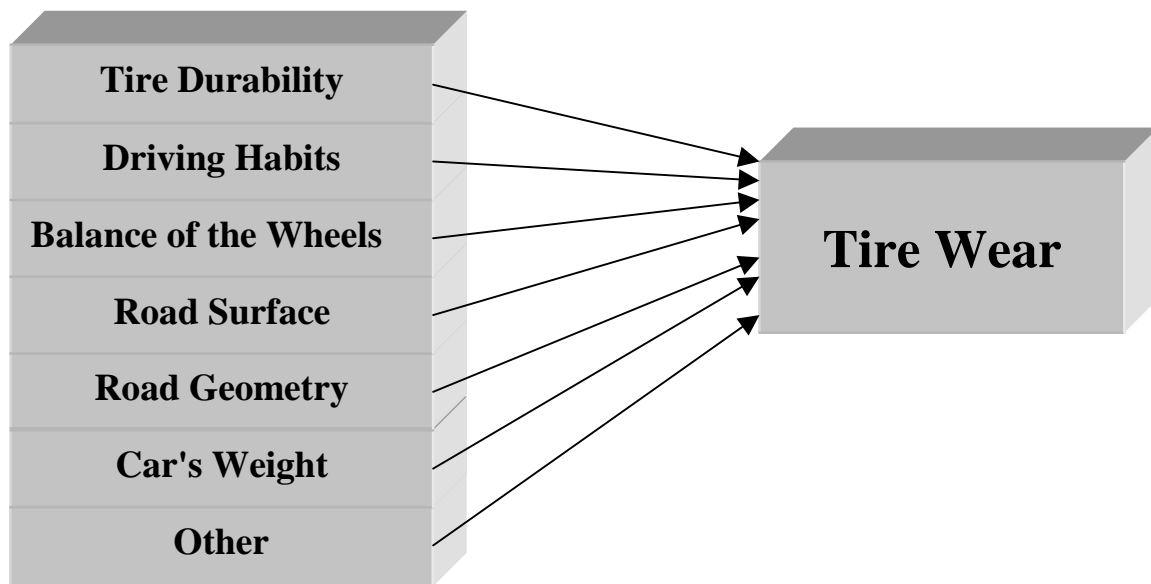 Tire Durability
Driving Habits
Balance of the Wheels
Road Surface
Road Geometry
Car's Weight
Other
Tire Wear